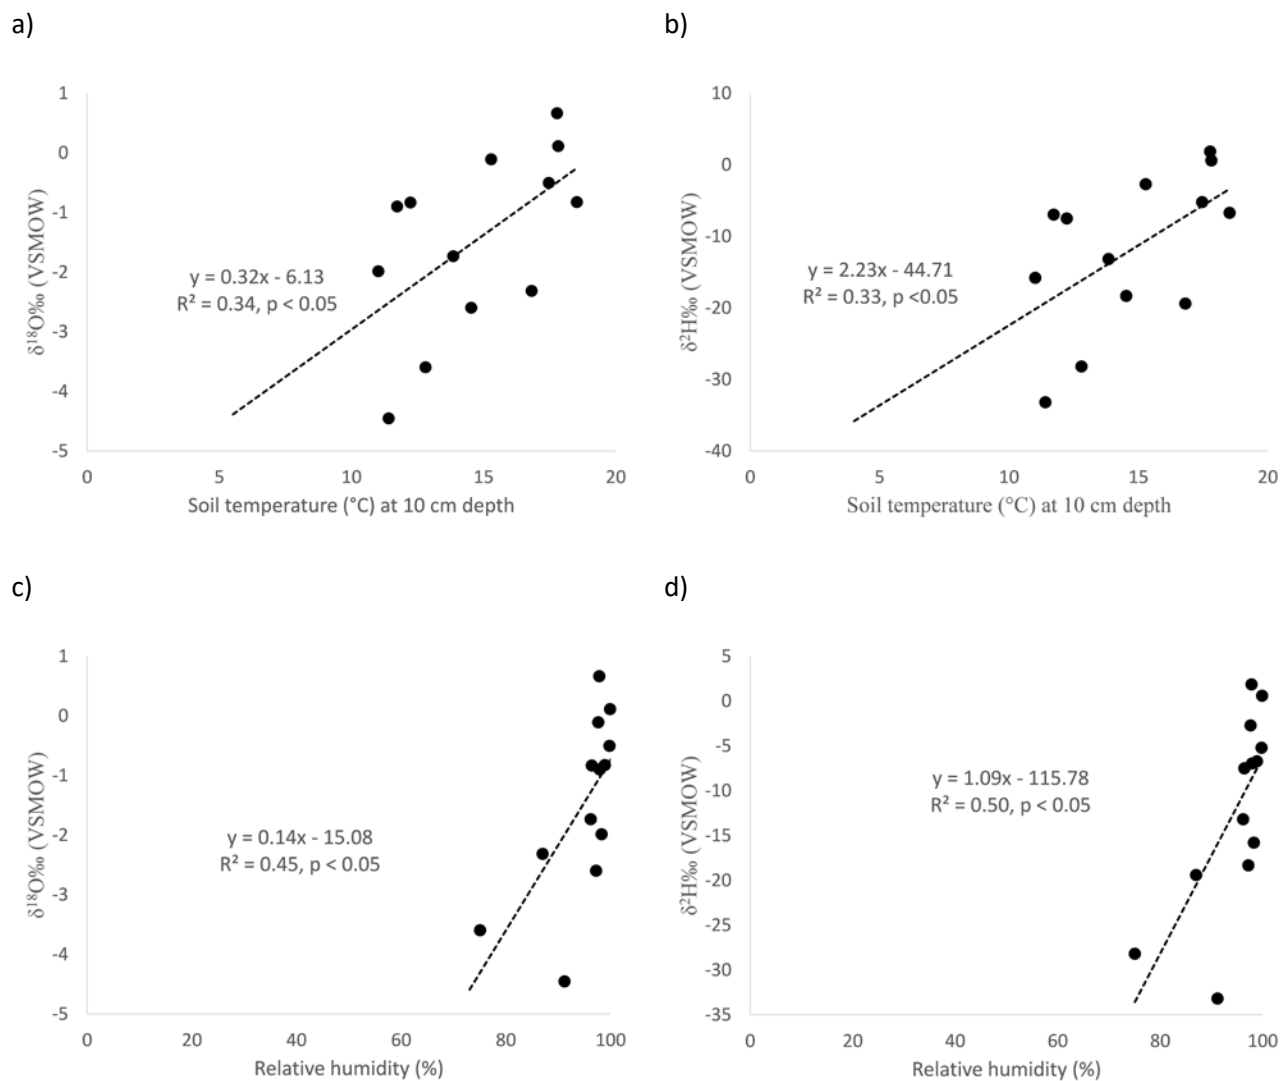 a)
1
0
-1
-2
-3
-4
-5
δ¹⁸O‰ (VSMOW)
y = 0.32x - 6.13
R² = 0.34, p < 0.05
0 5 10 15 20
Soil temperature (°C) at 10 cm depth
b)
10
0
-10
-20
-30
-40
δ²H‰ (VSMOW)
y = 2.23x - 44.71
R² = 0.33, p <0.05
0 5 10 15 20
Soil temperature (°C) at 10 cm depth
c)
1
0
-1
-2
-3
-4
-5
δ¹⁸O‰ (VSMOW)
y = 0.14x - 15.08
R² = 0.45, p < 0.05
0 20 40 60 80 100
Relative humidity (%)
d)
5
0
-5
-10
-15
-20
-25
-30
-35
δ²H‰ (VSMOW)
y = 1.09x - 115.78
R² = 0.50, p < 0.05
0 20 40 60 80 100
Relative humidity (%)